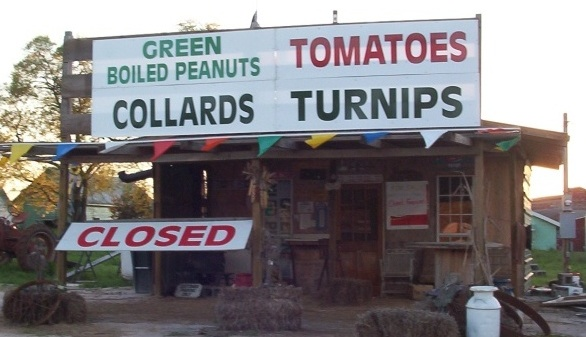 GREEN
BOILED PEANUTS
TOMATOES
COLLARDS
TURNIPS
CLOSED